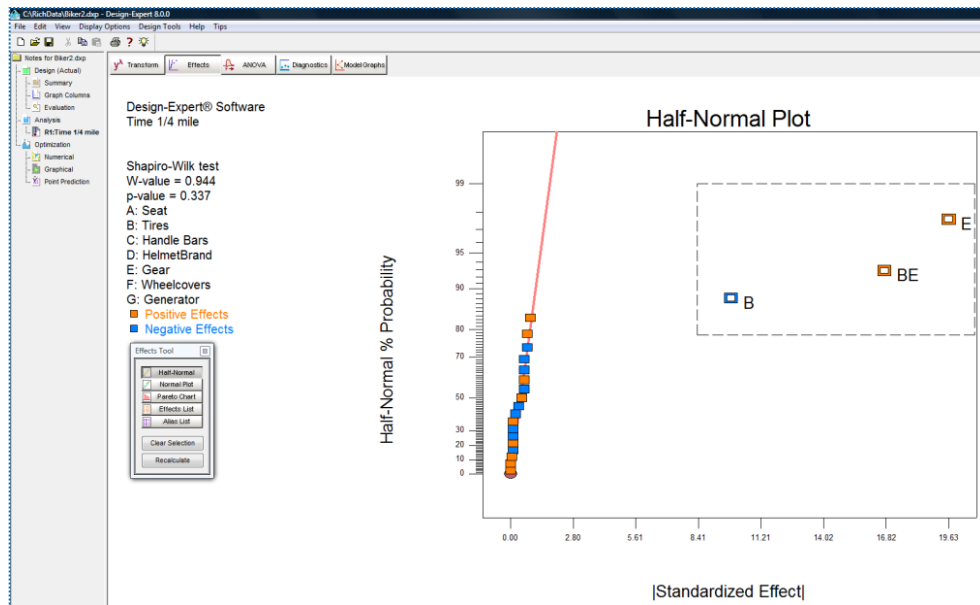 C:\RichData\Biker2.dxp - Design-Expert 8.0.0
File Edit View Display Options Design Tools Help Tips
Notes for Biker2.dxp
Design (Actual)
Summary
Graph Columns
Evaluation
Analysis
R1:Time 1/4 mile
Optimization
Numerical
Graphical
Point Prediction
Transform Effects ANOVA Diagnostics Model Graphs
Design-Expert® Software
Time 1/4 mile
Shapiro-Wilk test
W-value = 0.944
p-value = 0.337
A: Seat
B: Tires
C: Handle Bars
D: HelmetBrand
E: Gear
F: Wheelcovers
G: Generator
Positive Effects
Negative Effects
Effects Tool
Half-Normal
Normal Plot
Pareto Chart
Effects List
Alias List
Clear Selection
Recalculate
Half-Normal Plot
Half-Normal % Probability
99
95
90
80
70
50
30
20
10
0
E
BE
B
0.00 2.80 5.61 8.41 11.21 14.02 16.82 19.63
|Standardized Effect|